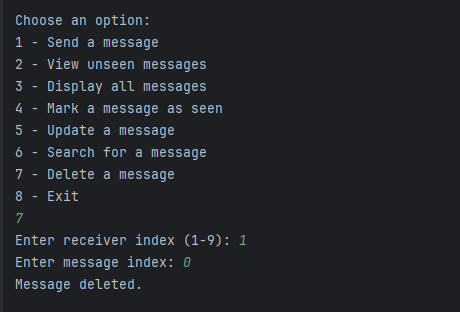 Choose an option:
1 - Send a message
2 - View unseen messages
3 - Display all messages
4 - Mark a message as seen
5 - Update a message
6 - Search for a message
7 - Delete a message
8 - Exit
7
Enter receiver index (1-9): 1
Enter message index: 0
Message deleted.